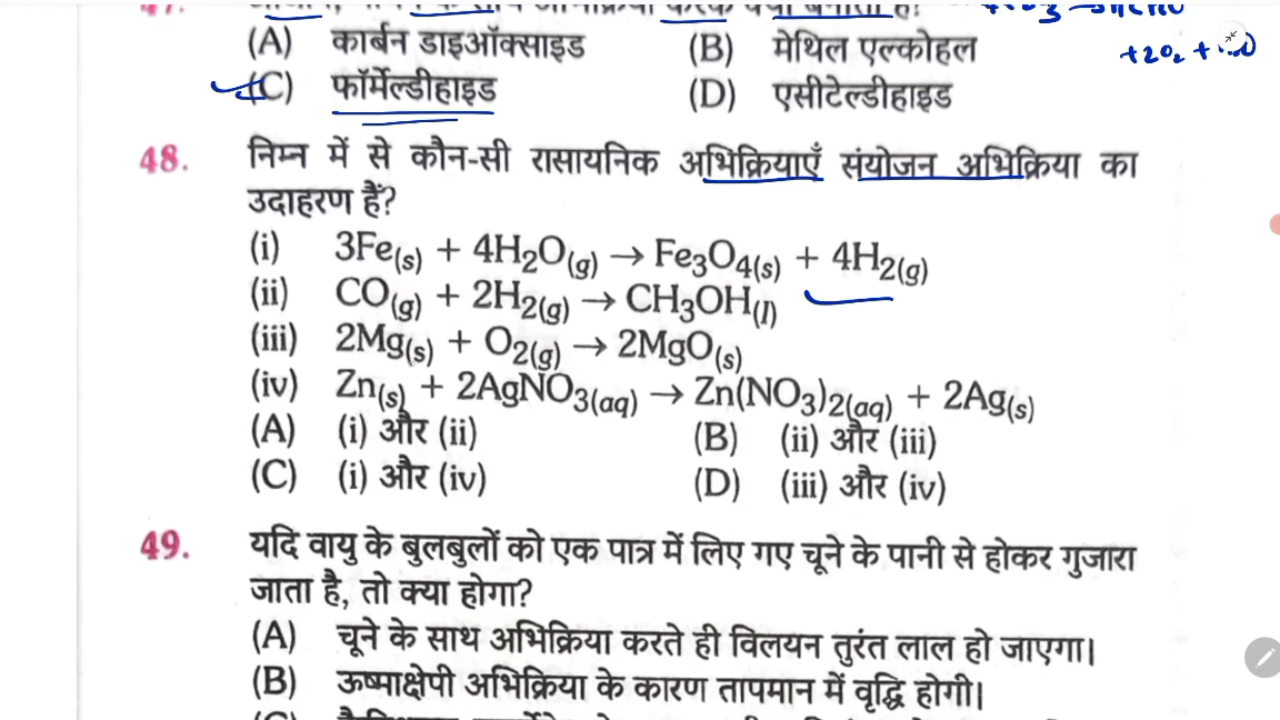 (A) कार्बन डाइऑक्साइड (B) मेथिल एल्कोहल
+2O₂ +
(C) फॉर्मेल्डीहाइड (D) एसीटेल्डीहाइड
48. निम्न में से कौन-सी रासायनिक अभिक्रियाएँ संयोजन अभिक्रिया का
उदाहरण हैं?
(i) 3Fe(s) + 4H₂O(g) → Fe₃O₄(s) + 4H₂(g)
(ii) CO(g) + 2H₂(g) → CH₃OH(l)
(iii) 2Mg(s) + O₂(g) → 2MgO(s)
(iv) Zn(s) + 2AgNO₃(aq) → Zn(NO₃)₂(aq) + 2Ag(s)
(A) (i) और (ii) (B) (ii) और (iii)
(C) (i) और (iv) (D) (iii) और (iv)
49. यदि वायु के बुलबुलों को एक पात्र में लिए गए चूने के पानी से होकर गुजारा
जाता है, तो क्या होगा?
(A) चूने के साथ अभिक्रिया करते ही विलयन तुरंत लाल हो जाएगा।
(B) ऊष्माक्षेपी अभिक्रिया के कारण तापमान में वृद्धि होगी।